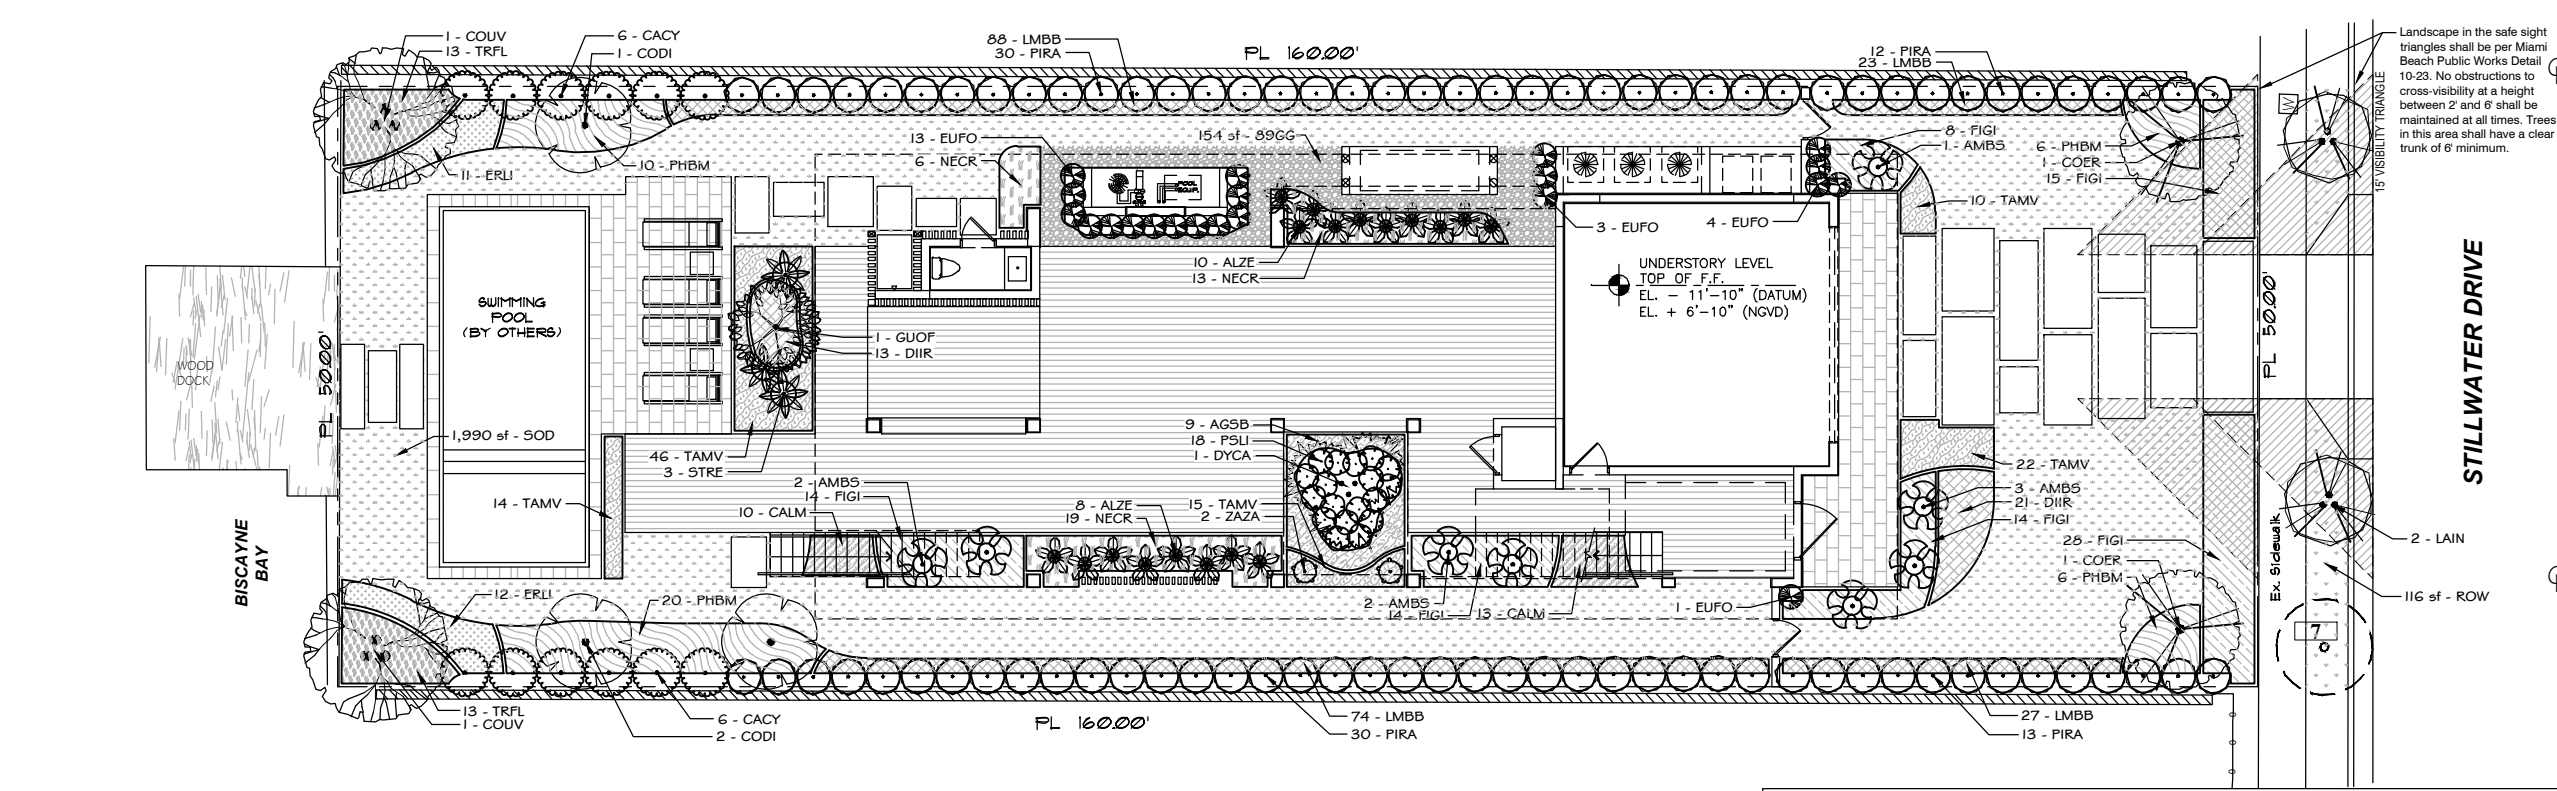 1 - COUV
13 - TRFL
6 - CACY
1 - CODI
88 - LMBB
30 - PIRA
PL 160.00'
12 - PIRA
23 - LMBB
Landscape in the safe sight
triangles shall be per Miami
Beach Public Works Detail
10-23. No obstructions to
cross-visibility at a height
between 2' and 6' shall be
maintained at all times. Trees
in this area shall have a clear
trunk of 6' minimum.
15' VISIBILITY TRIANGLE
13 - EUFO
6 - NECR
154 sf - 89CG
8 - FIGI
1 - AMBS
6 - PHBM
1 - COER
15 - FIGI
10 - PHBM
11 - ERLI
10 - TAMV
POOL
3 - EUFO
4 - EUFO
10 - ALZE
13 - NECR
UNDERSTORY LEVEL
TOP OF F.F.
EL. - 11'-10" (DATUM)
EL. + 6'-10" (NGVD)
SWIMMING
POOL
(BY OTHERS)
1 - GUOF
13 - DIIR
WOOD
DOCK
PL 50.00'
PL 50.00'
STILLWATER DRIVE
1,990 sf - SOD
46 - TAMV
3 - STRE
9 - AGSB
18 - PSLI
1 - DYCA
22 - TAMV
14 - TAMV
2 - AMBS
14 - FIGI
10 - CALM
8 - ALZE
19 - NECR
15 - TAMV
2 - ZAZA
3 - AMBS
21 - DIIR
14 - FIGI
28 - FIGI
1 - COER
6 - PHBM
Ex. Sidewalk
2 - LAIN
116 sf - ROW
BISCAYNE
BAY
12 - ERLI
20 - PHBM
2 - AMBS
14 - FIGI
13 - CALM
1 - EUFO
7
13 - TRFL
1 - COUV
6 - CACY
2 - CODI
PL 160.00'
74 - LMBB
30 - PIRA
27 - LMBB
13 - PIRA